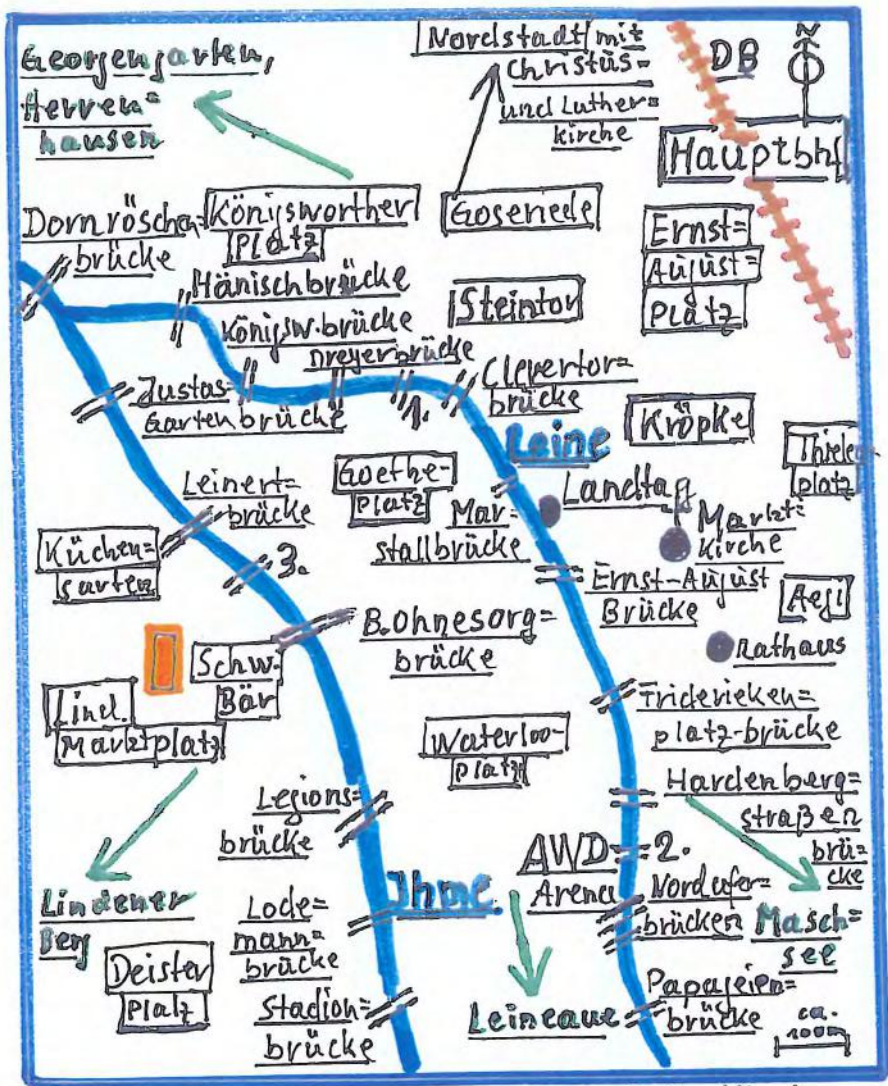 Georgengarten,
Herren=
hausen
Nordstadt mit
Christus=
und Luther=
kirche
DB
N
Hauptbhf
Dornröschen=
brücke
Königsworther
Platz
Goseriede
Ernst=
August=
Platz
Hänischbrücke
Königsw.brücke
Dreyerbrücke
Steintor
Justus=
Gartenbrücke
1.
Clevertor=
brücke
Leine
Kröpke
Thielen
platz
Leinert=
brücke
Goethe-
platz
Mar=
stallbrücke
Landtag
Markt=
kirche
Küchen=
garten
3.
Ernst-August
Brücke
Aegi
Schw.
Bär
B.Ohnesorg=
brücke
Rathaus
Lind.
Marktplatz
Waterloo-
platz
Friderieken=
platz-brücke
Legions=
brücke
Hardenberg=
straßen
brü=
cke
AWD
Arena
2.
Ihme
Nordufer=
brücken
Masch=
see
Lindener
Berg
Lode=
mann=
brücke
Deister
Platz
Stadion=
brücke
Leineaue
Papageien=
brücke
ca.
100m